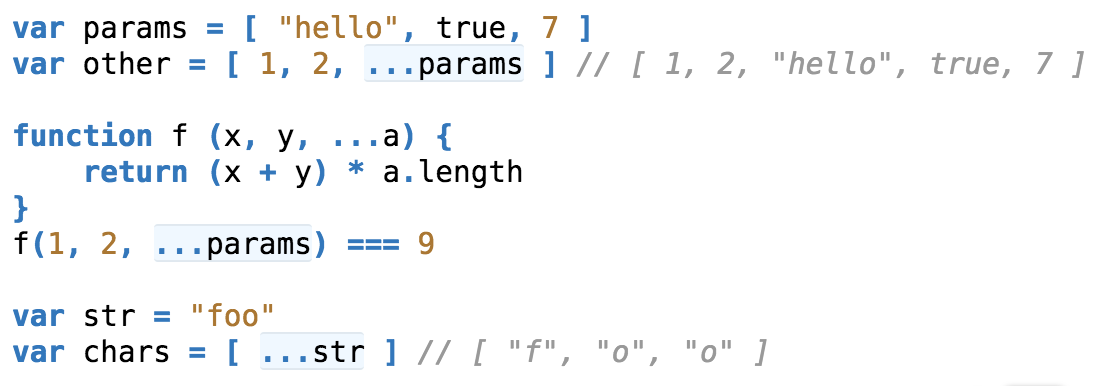 var params = [ "hello", true, 7 ]
var other = [ 1, 2, ...params ] // [ 1, 2, "hello", true, 7 ]
function f (x, y, ...a) {
    return (x + y) * a.length
}
f(1, 2, ...params) === 9
var str = "foo"
var chars = [ ...str ] // [ "f", "o", "o" ]